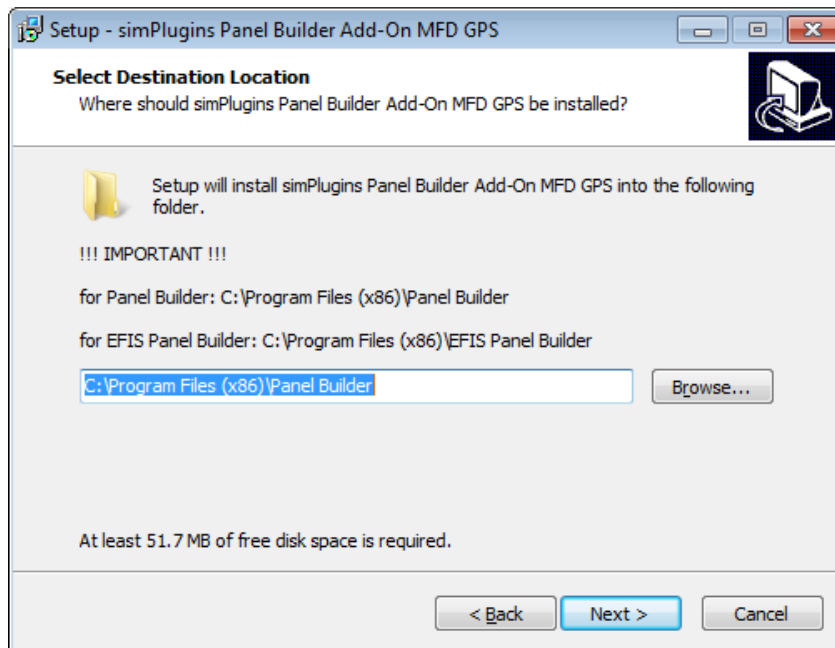 Setup - simPlugins Panel Builder Add-On MFD GPS
Select Destination Location
Where should simPlugins Panel Builder Add-On MFD GPS be installed?
Setup will install simPlugins Panel Builder Add-On MFD GPS into the following
folder.
!!! IMPORTANT !!!
for Panel Builder: C:\Program Files (x86)\Panel Builder
for EFIS Panel Builder: C:\Program Files (x86)\EFIS Panel Builder
C:\Program Files (x86)\Panel Builder
Browse...
At least 51.7 MB of free disk space is required.
< Back
Next >
Cancel